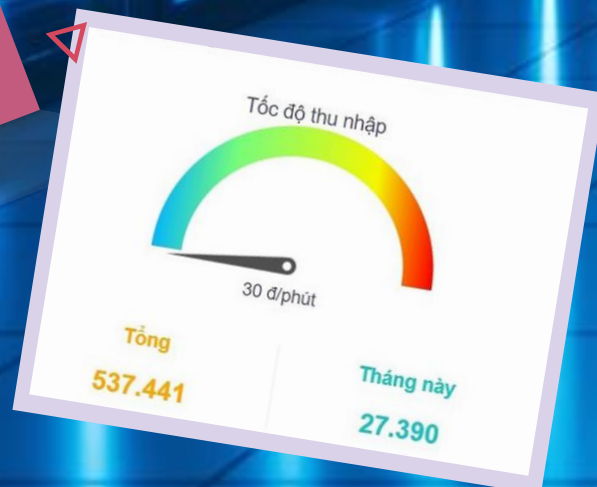 Tốc độ thu nhập
30 đ/phút
Tổng
537.441
Tháng này
27.390